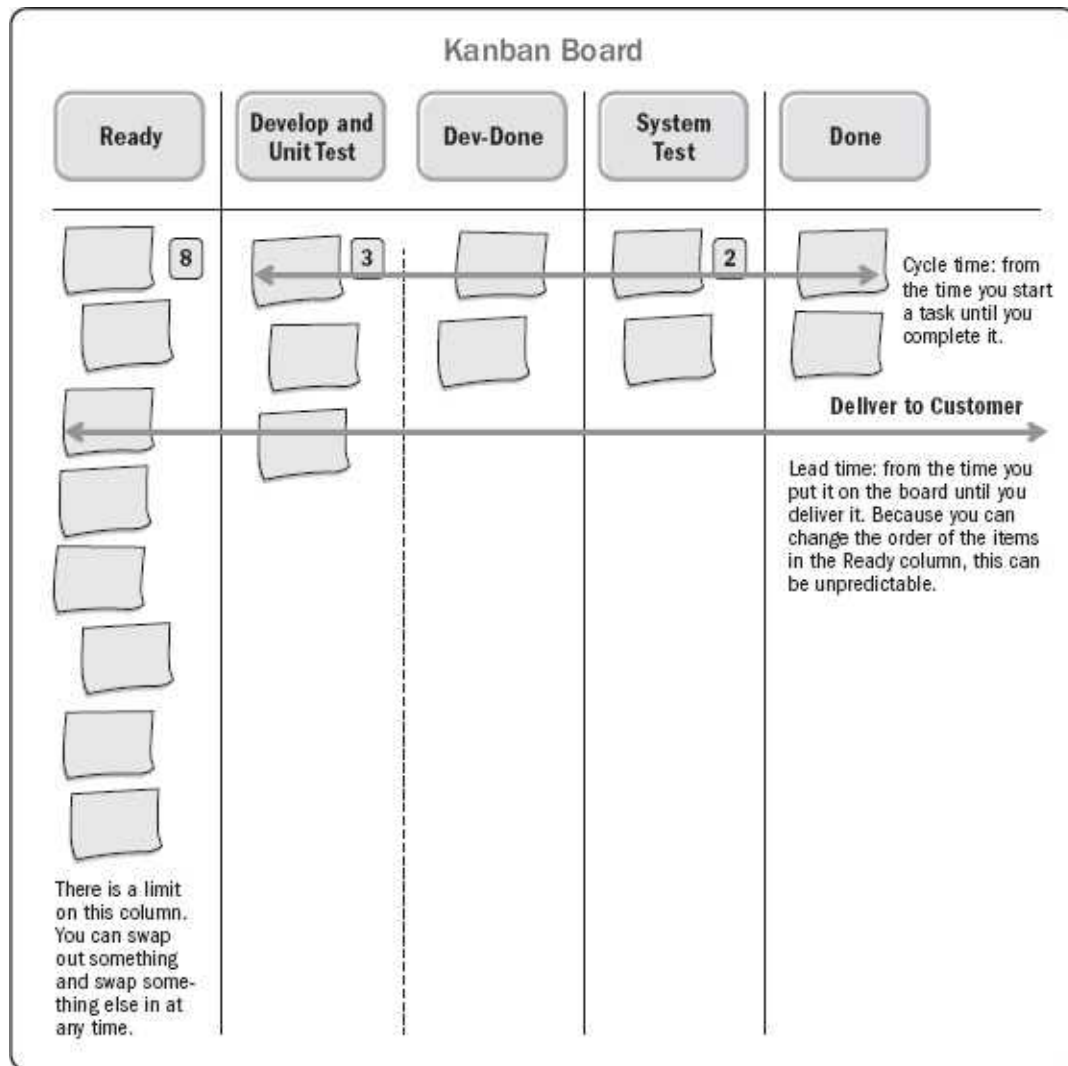 Kanban Board
Ready
Develop and
Unit Test
Dev-Done
System
Test
Done
8
3
2
Cycle time: from
the time you start
a task until you
complete it.
Deliver to Customer
Lead time: from the time you
put it on the board until you
deliver it. Because you can
change the order of the items
in the Ready column, this can
be unpredictable.
There is a limit
on this column.
You can swap
out something
and swap some-
thing else in at
any time.